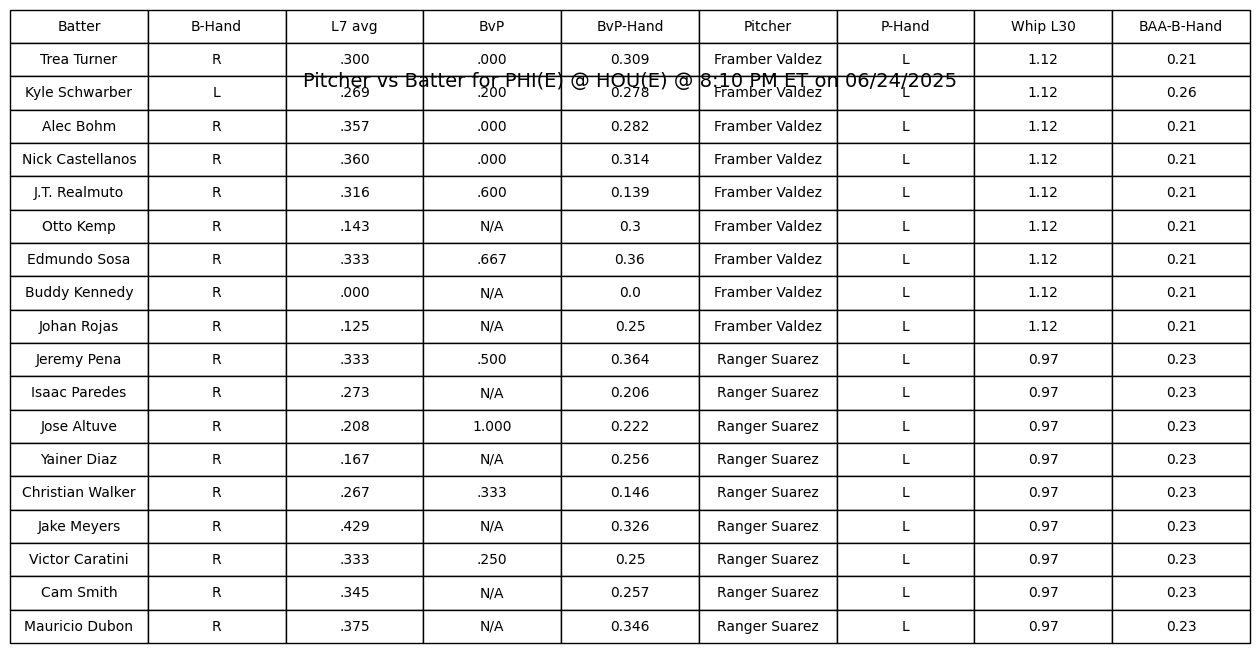 Batter B-Hand L7 avg BvP BvP-Hand Pitcher P-Hand Whip L30 BAA-B-Hand
Trea Turner R .300 .000 0.309 Framber Valdez L 1.12 0.21
Pitcher vs Batter for PHI(E) @ HOU(E) @ 8:10 PM ET on 06/24/2025
Kyle Schwarber L .269 .200 0.278 Framber Valdez L 1.12 0.26
Alec Bohm R .357 .000 0.282 Framber Valdez L 1.12 0.21
Nick Castellanos R .360 .000 0.314 Framber Valdez L 1.12 0.21
J.T. Realmuto R .316 .600 0.139 Framber Valdez L 1.12 0.21
Otto Kemp R .143 N/A 0.3 Framber Valdez L 1.12 0.21
Edmundo Sosa R .333 .667 0.36 Framber Valdez L 1.12 0.21
Buddy Kennedy R .000 N/A 0.0 Framber Valdez L 1.12 0.21
Johan Rojas R .125 N/A 0.25 Framber Valdez L 1.12 0.21
Jeremy Pena R .333 .500 0.364 Ranger Suarez L 0.97 0.23
Isaac Paredes R .273 N/A 0.206 Ranger Suarez L 0.97 0.23
Jose Altuve R .208 1.000 0.222 Ranger Suarez L 0.97 0.23
Yainer Diaz R .167 N/A 0.256 Ranger Suarez L 0.97 0.23
Christian Walker R .267 .333 0.146 Ranger Suarez L 0.97 0.23
Jake Meyers R .429 N/A 0.326 Ranger Suarez L 0.97 0.23
Victor Caratini R .333 .250 0.25 Ranger Suarez L 0.97 0.23
Cam Smith R .345 N/A 0.257 Ranger Suarez L 0.97 0.23
Mauricio Dubon R .375 N/A 0.346 Ranger Suarez L 0.97 0.23